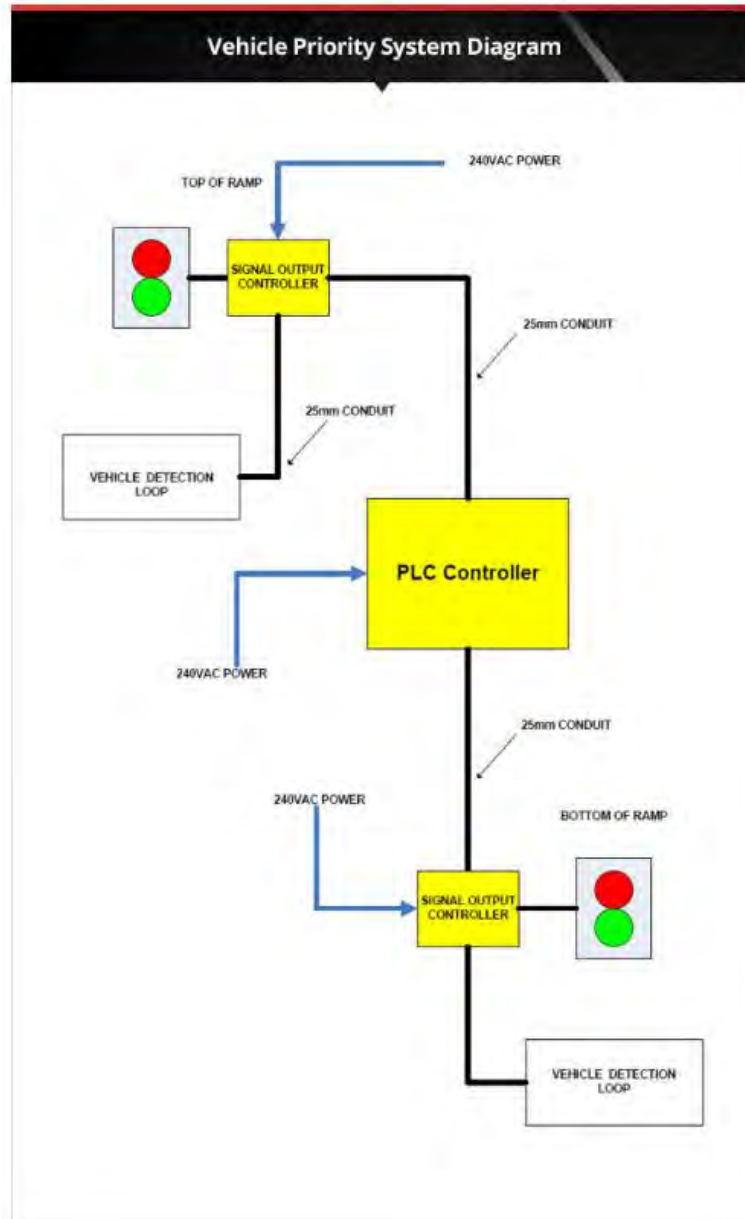 Vehicle Priority System Diagram
240VAC POWER
TOP OF RAMP
SIGNAL OUTPUT
CONTROLLER
25mm CONDUIT
25mm CONDUIT
VEHICLE DETECTION
LOOP
PLC Controller
240VAC POWER
25mm CONDUIT
240VAC POWER
BOTTOM OF RAMP
SIGNAL OUTPUT
CONTROLLER
VEHICLE DETECTION
LOOP